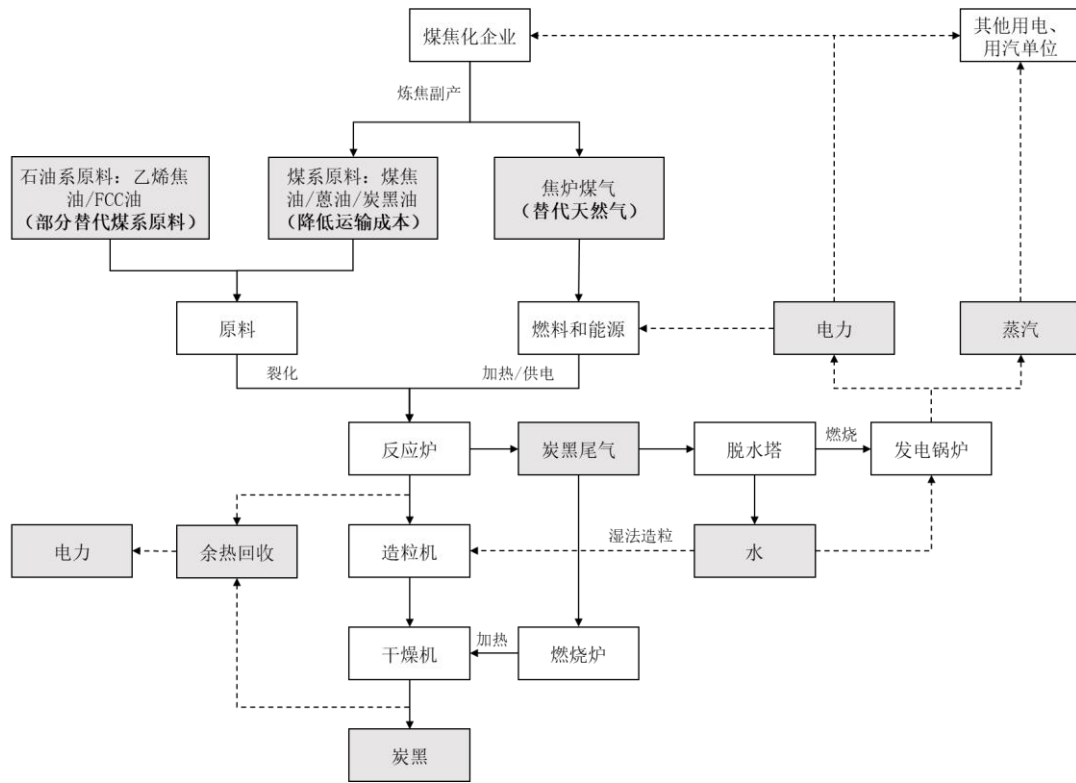 煤焦化企业
其他用电、
用汽单位
炼焦副产
石油系原料：乙烯焦
油/FCC油
（部分替代煤系原料）
煤系原料：煤焦
油/蒽油/炭黑油
（降低运输成本）
焦炉煤气
（替代天然气）
原料
燃料和能源
电力
蒸汽
裂化
加热/供电
反应炉
炭黑尾气
脱水塔
燃烧
发电锅炉
电力
余热回收
造粒机
湿法造粒
水
干燥机
加热
燃烧炉
炭黑